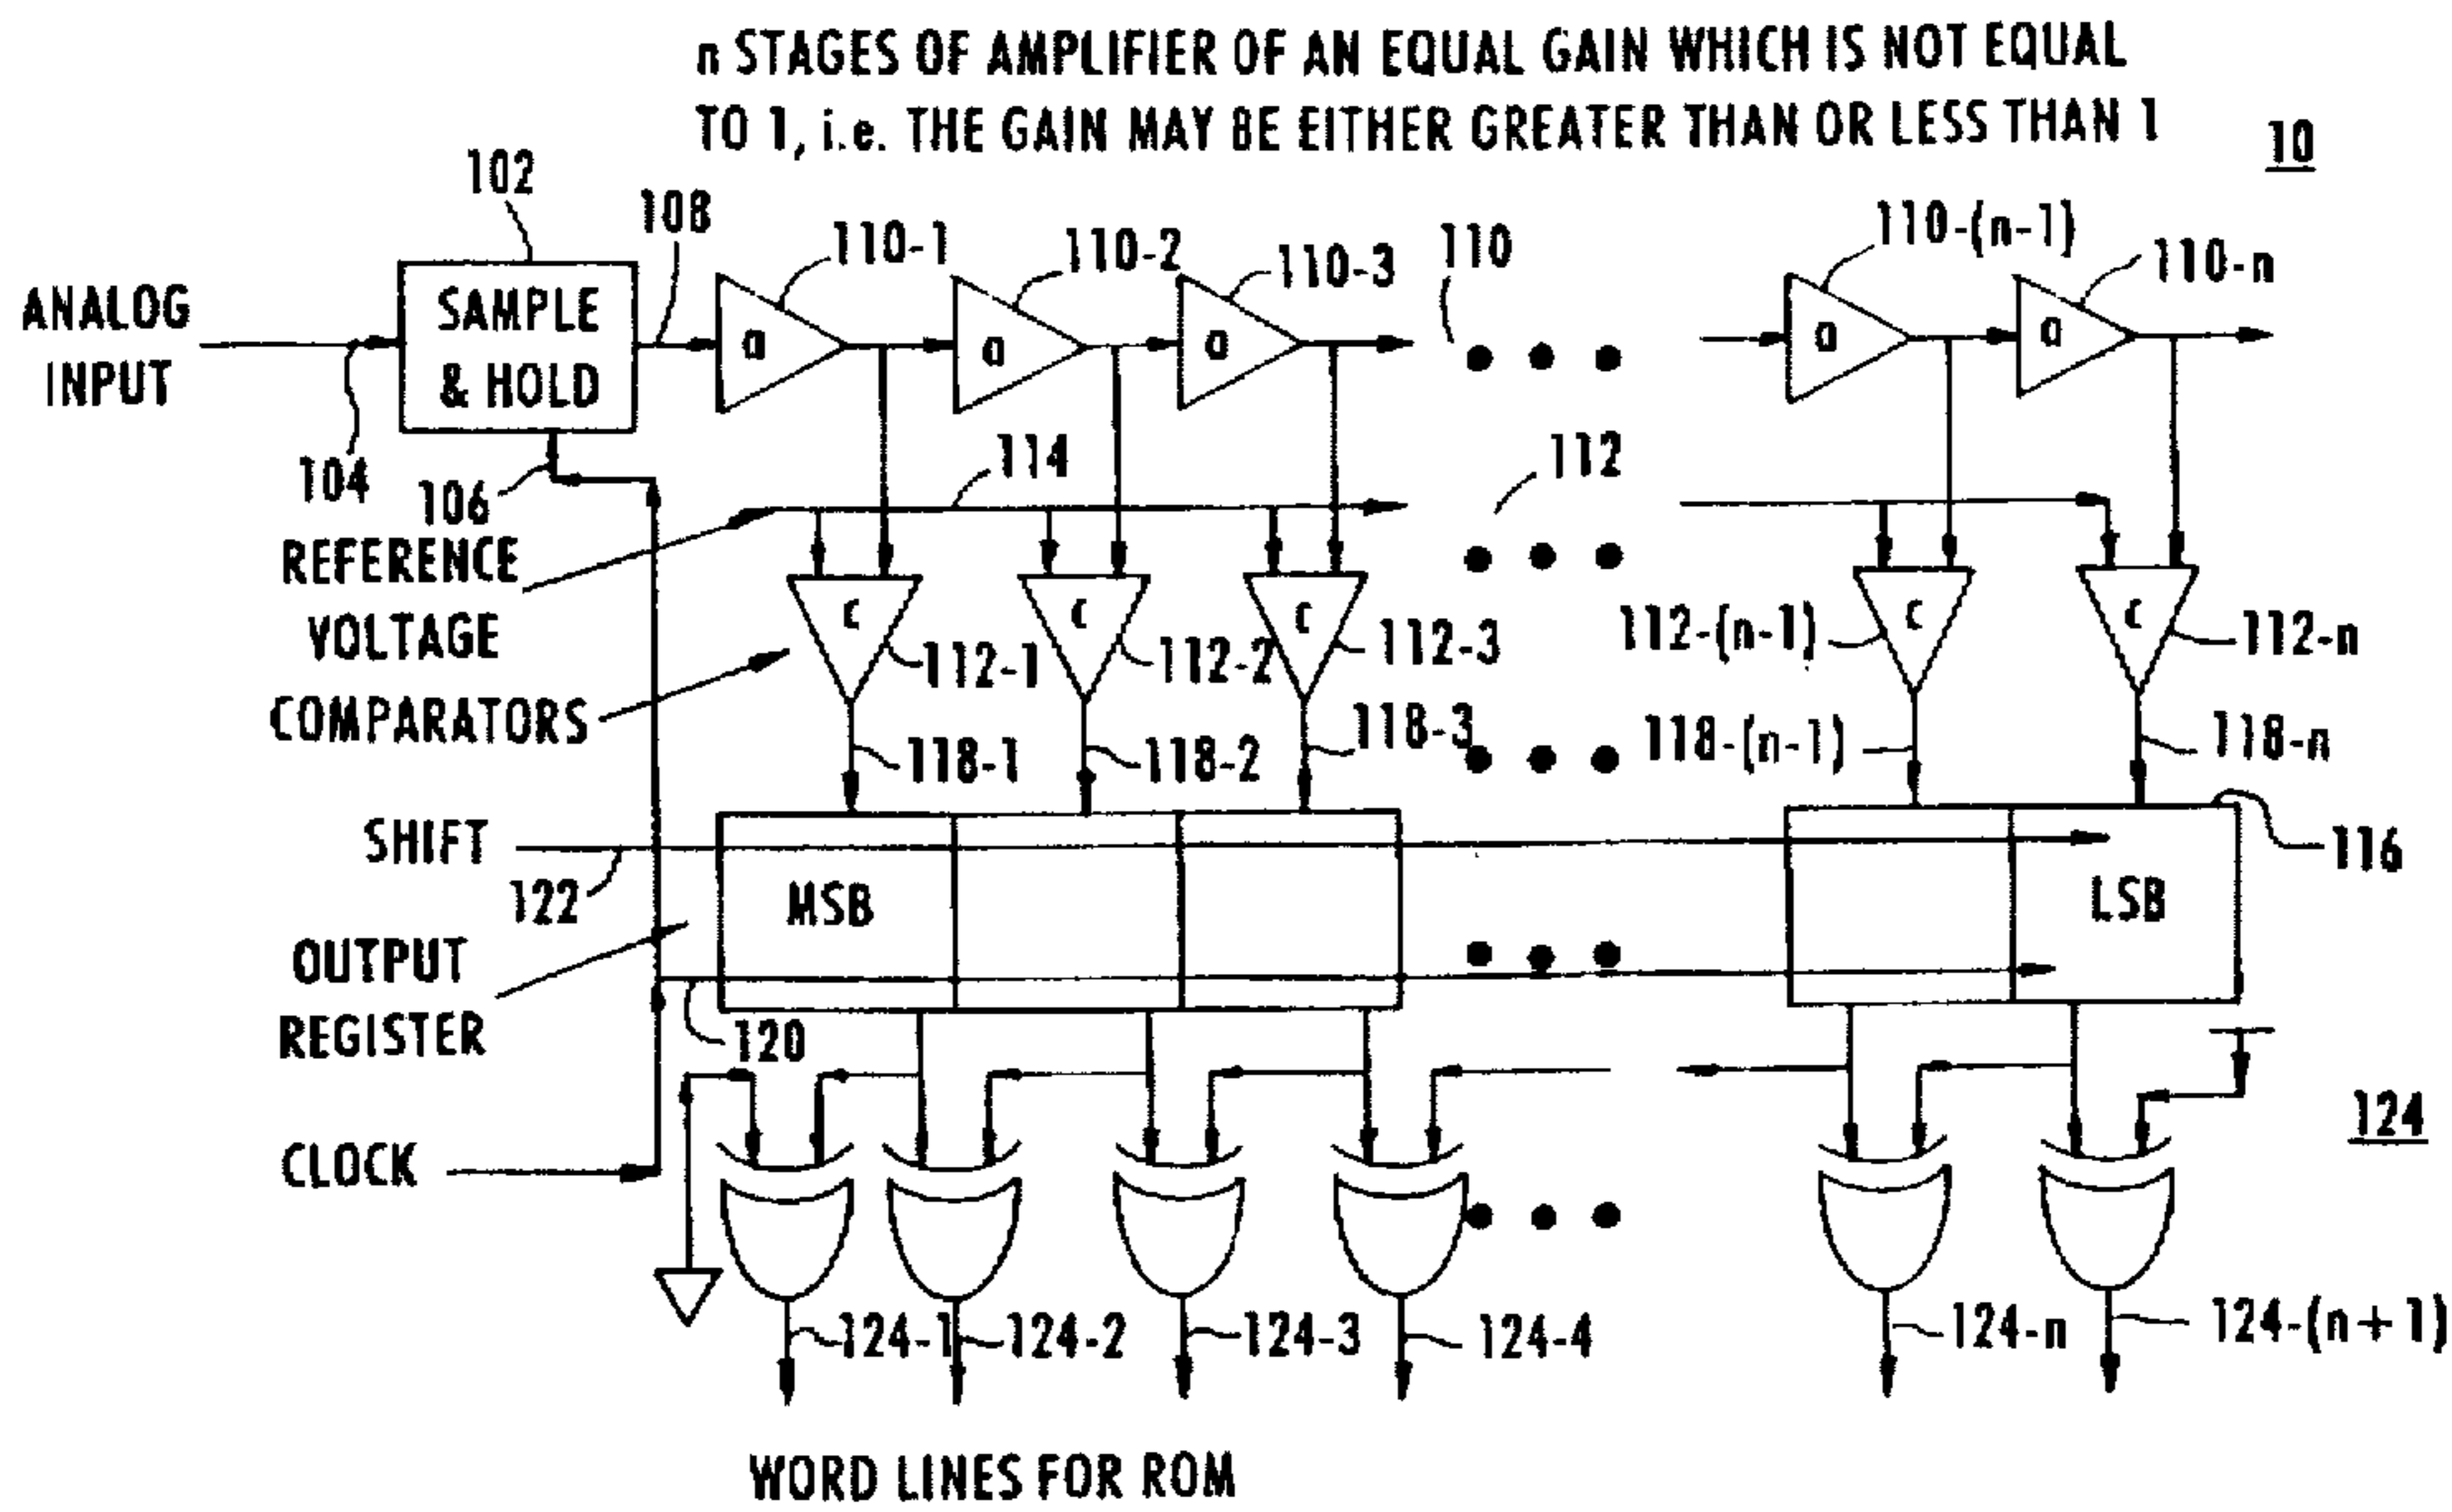 n STAGES OF AMPLIFIER OF AN EQUAL GAIN WHICH IS NOT EQUAL
TO 1, i.e. THE GAIN MAY BE EITHER GREATER THAN OR LESS THAN 1
10
102
108
110-1
110-2
110-3
110
110-(n-1)
110-n
ANALOG
INPUT
SAMPLE
& HOLD
a
a
a
a
a
104
106
114
112
REFERENCE
VOLTAGE
C
C
C
C
C
112-1
112-2
112-3
112-(n-1)
112-n
COMPARATORS
118-1
118-2
118-3
118-(n-1)
118-n
SHIFT
122
MSB
LSB
116
OUTPUT
REGISTER
120
CLOCK
124
124-1
124-2
124-3
124-4
124-n
124-(n+1)
WORD LINES FOR ROM